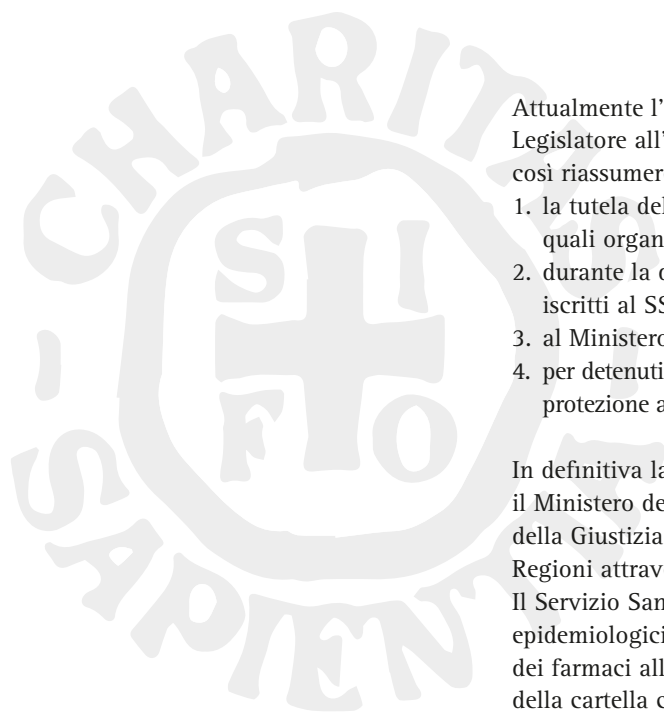 CHARITAS
SAPIENTIA
S I
F O
Attualmente l’
Legislatore all’
così riassumer
1. la tutela del
quali organ
2. durante la d
iscritti al SS
3. al Ministero
4. per detenuti
protezione a
In definitiva la
il Ministero de
della Giustizia
Regioni attrav
Il Servizio San
epidemiologici
dei farmaci all
della cartella c